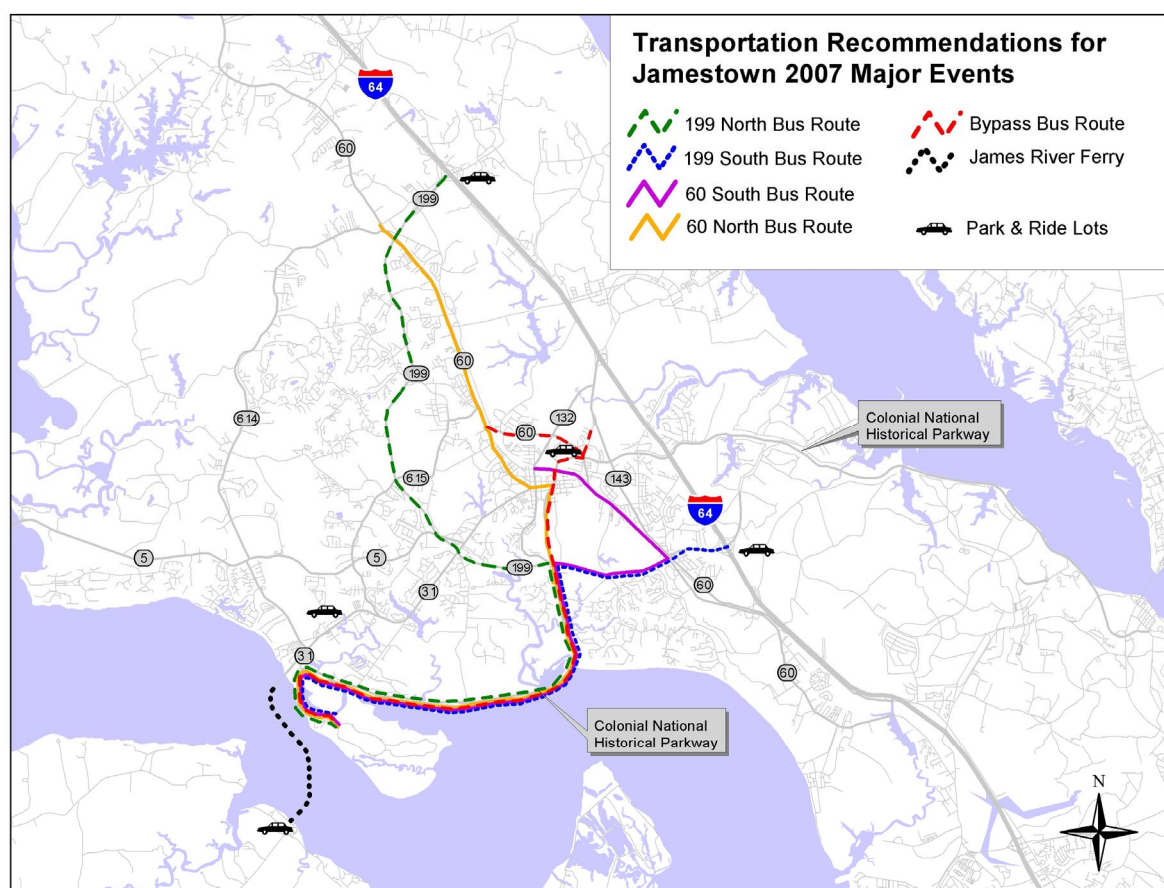 Transportation Recommendations for
Jamestown 2007 Major Events
199 North Bus Route
Bypass Bus Route
199 South Bus Route
James River Ferry
60 South Bus Route
60 North Bus Route
Park & Ride Lots
64
60
199
60
199
614
132
60
Colonial National
Historical Parkway
615
143
64
5
5
199
31
60
31
60
Colonial National
Historical Parkway
N